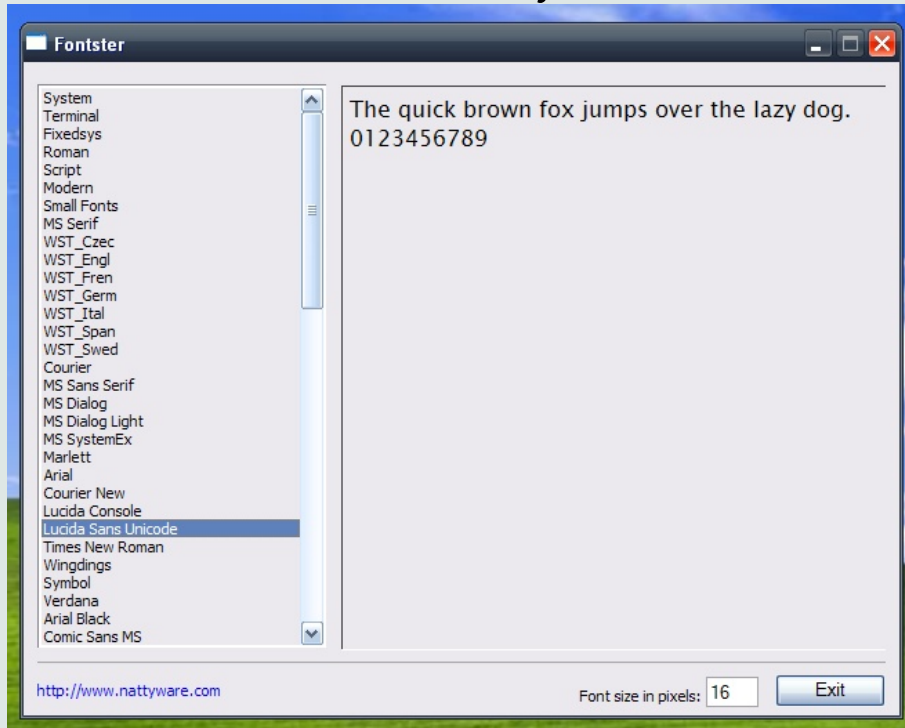 Fontster
System
Terminal
Fixedsys
Roman
Script
Modern
Small Fonts
MS Serif
WST_Czec
WST_Engl
WST_Fren
WST_Germ
WST_Ital
WST_Span
WST_Swed
Courier
MS Sans Serif
MS Dialog
MS Dialog Light
MS SystemEx
Marlett
Arial
Courier New
Lucida Console
Lucida Sans Unicode
Times New Roman
Wingdings
Symbol
Verdana
Arial Black
Comic Sans MS
The quick brown fox jumps over the lazy dog.
0123456789
http://www.nattyware.com
Font size in pixels: 16
Exit